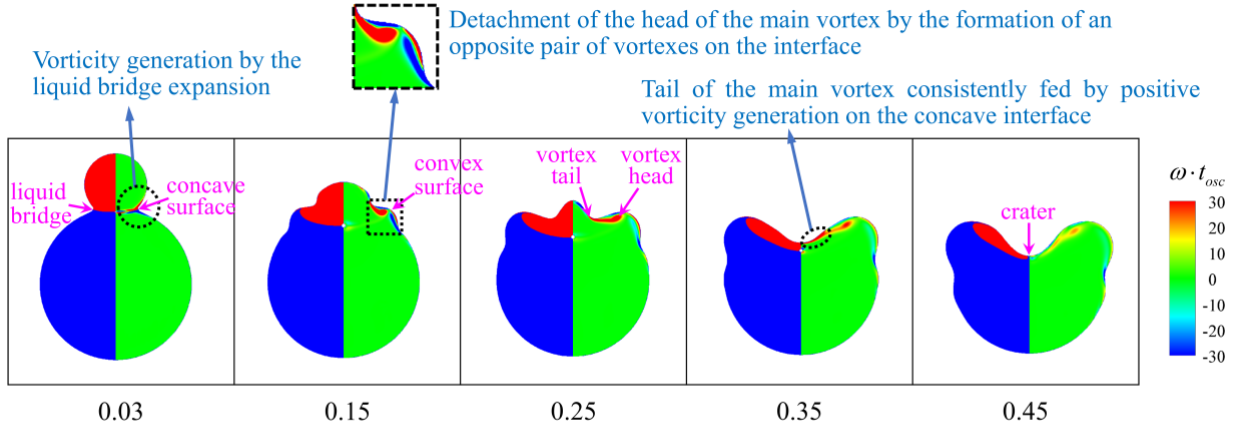 Detachment of the head of the main vortex by the formation of an
opposite pair of vortexes on the interface
Vorticity generation by the
liquid bridge expansion
Tail of the main vortex consistently fed by positive
vorticity generation on the concave interface
liquid
bridge
concave
surface
convex
surface
vortex
tail
vortex
head
crater
ω · t_osc
30
20
10
0
-10
-20
-30
0.03
0.15
0.25
0.35
0.45